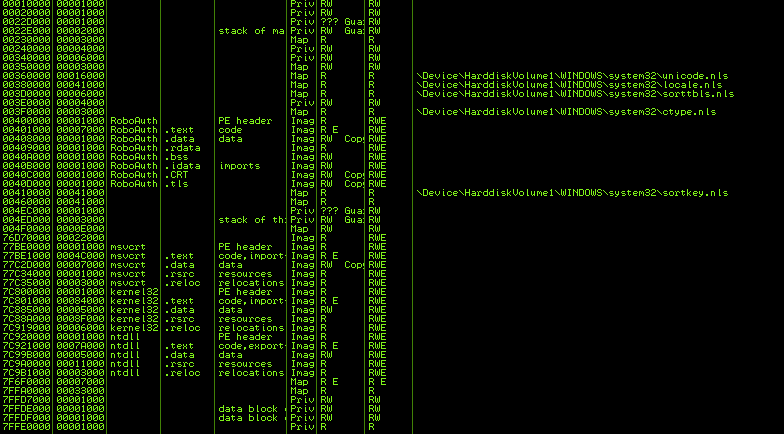 00010000 00001000 Priv RW RW
00020000 00001000 Priv RW RW
0022D000 00001000 Priv ??? Gua RW
0022E000 00002000 stack of ma Priv RW Gua RW
00230000 00003000 Map R R
00240000 00004000 Priv RW RW
00340000 00006000 Priv RW RW
00350000 00003000 Map RW RW
00360000 00016000 Map R R \Device\HarddiskVolume1\WINDOWS\system32\unicode.nls
00380000 00041000 Map R R \Device\HarddiskVolume1\WINDOWS\system32\locale.nls
003D0000 00006000 Map R R \Device\HarddiskVolume1\WINDOWS\system32\sorttbls.nls
003E0000 00004000 Priv RW RW
003F0000 00003000 Map R R \Device\HarddiskVolume1\WINDOWS\system32\ctype.nls
00400000 00001000 RoboAuth PE header Imag R RWE
00401000 00007000 RoboAuth .text code Imag R E RWE
00408000 00001000 RoboAuth .data data Imag RW Copy RWE
00409000 00001000 RoboAuth .rdata Imag R RWE
0040A000 00001000 RoboAuth .bss Imag RW RWE
0040B000 00001000 RoboAuth .idata imports Imag RW RWE
0040C000 00001000 RoboAuth .CRT Imag RW Copy RWE
0040D000 00001000 RoboAuth .tls Imag RW Copy RWE
00410000 00041000 Map R R \Device\HarddiskVolume1\WINDOWS\system32\sortkey.nls
00460000 00041000 Map R R
004EC000 00001000 Priv ??? Gua RW
004ED000 00003000 stack of th Priv RW Gua RW
004F0000 0000E000 Map RW RW
76D70000 00022000 Imag R RWE
77BE0000 00001000 msvcrt PE header Imag R RWE
77BE1000 0004C000 msvcrt .text code,import Imag R E RWE
77C2D000 00007000 msvcrt .data data Imag RW Copy RWE
77C34000 00001000 msvcrt .rsrc resources Imag R RWE
77C35000 00003000 msvcrt .reloc relocations Imag R RWE
7C800000 00001000 kernel32 PE header Imag R RWE
7C801000 00084000 kernel32 .text code,import Imag R E RWE
7C885000 00005000 kernel32 .data data Imag RW RWE
7C88A000 0008F000 kernel32 .rsrc resources Imag R RWE
7C919000 00006000 kernel32 .reloc relocations Imag R RWE
7C920000 00001000 ntdll PE header Imag R RWE
7C921000 0007A000 ntdll .text code,export Imag R E RWE
7C99B000 00005000 ntdll .data data Imag RW RWE
7C9A0000 00011000 ntdll .rsrc resources Imag R RWE
7C9B1000 00003000 ntdll .reloc relocations Imag R RWE
7F6F0000 00007000 Map R E R E
7FFA0000 00033000 Map R R
7FFD7000 00001000 Priv RW RW
7FFDE000 00001000 data block Priv RW RW
7FFDF000 00001000 data block Priv RW RW
7FFE0000 00001000 Priv R R